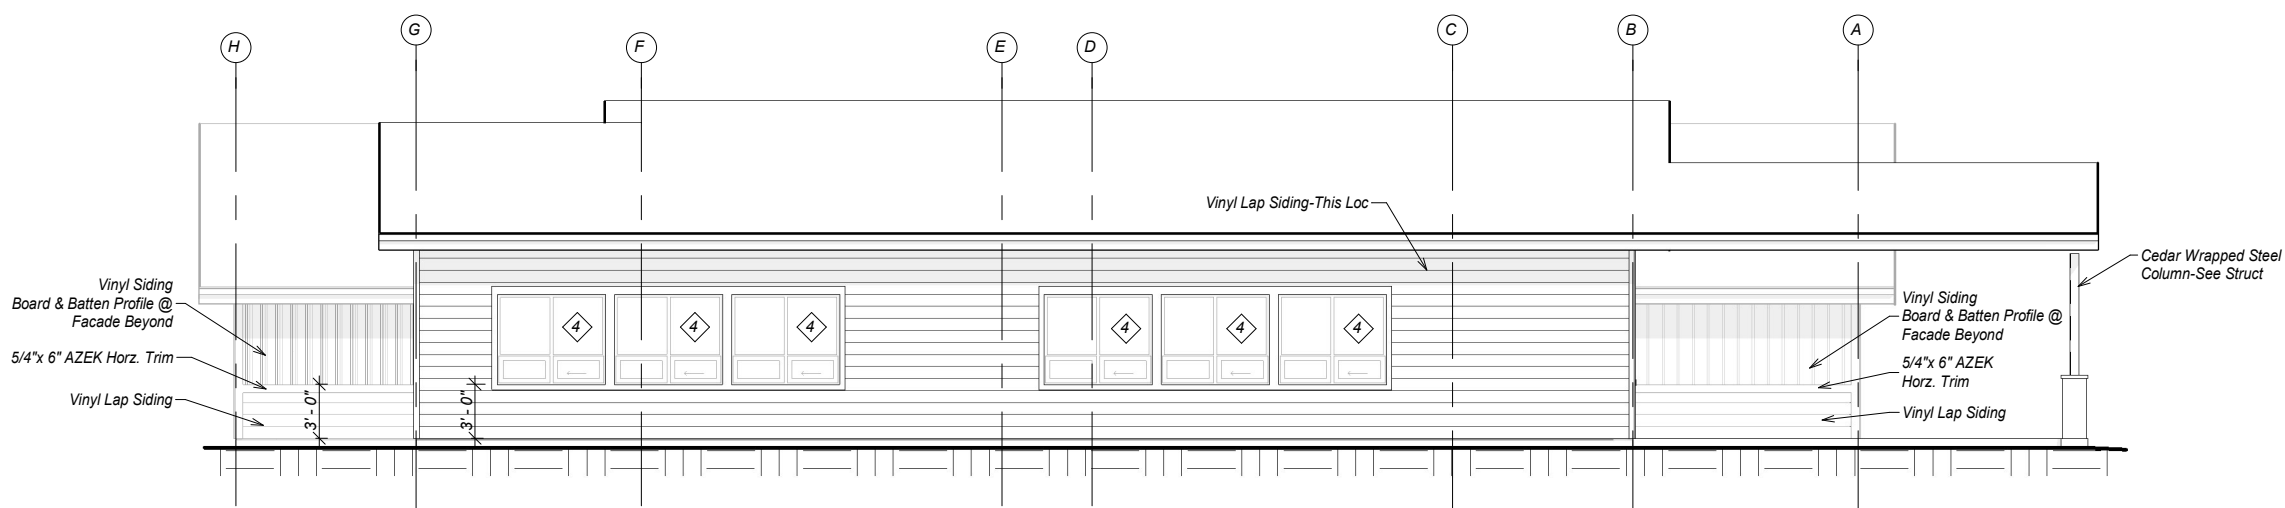 H
G
F
E
D
C
B
A
Vinyl Lap Siding-This Loc
Vinyl Siding
Board & Batten Profile @
Facade Beyond
5/4"x 6" AZEK Horz. Trim
Vinyl Lap Siding
3' - 0"
3' - 0"
4
4
4
4
4
4
Cedar Wrapped Steel
Column-See Struct
Vinyl Siding
Board & Batten Profile @
Facade Beyond
5/4"x 6" AZEK
Horz. Trim
Vinyl Lap Siding